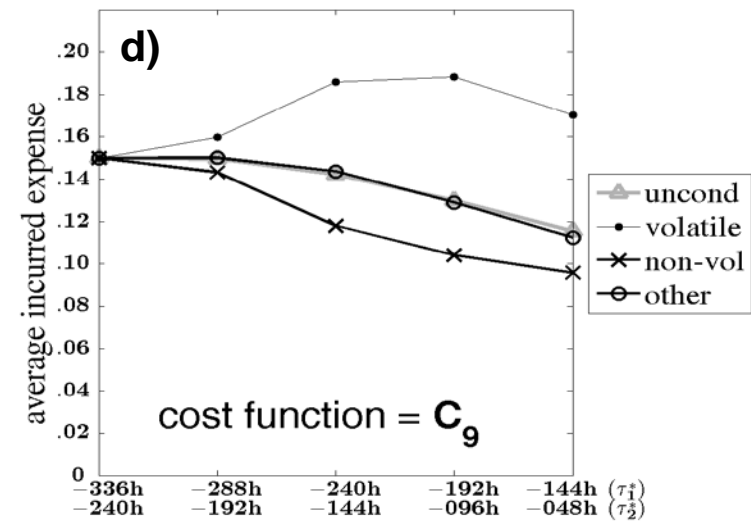 d)
.20
.18
.16
.14
.12
.10
.08
.06
.04
.02
0
average incurred expense
cost function = C₉
uncond
volatile
non-vol
other
−336h −288h −240h −192h −144h (τ₁*)
−240h −192h −144h −096h −048h (τ₂*)